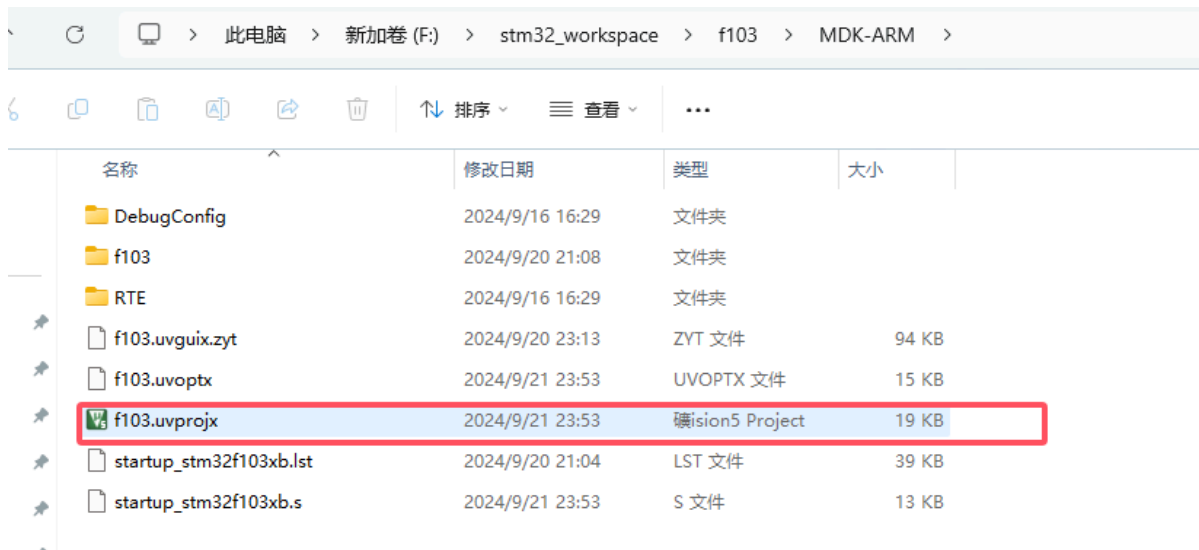 此电脑 > 新加卷 (F:) > stm32_workspace > f103 > MDK-ARM >
排序 查看 ...
名称 修改日期 类型 大小
DebugConfig 2024/9/16 16:29 文件夹
f103 2024/9/20 21:08 文件夹
RTE 2024/9/16 16:29 文件夹
f103.uvguix.zyt 2024/9/20 23:13 ZYT 文件 94 KB
f103.uvoptx 2024/9/21 23:53 UVOPTX 文件 15 KB
f103.uvprojx 2024/9/21 23:53 礦ision5 Project 19 KB
startup_stm32f103xb.lst 2024/9/20 21:04 LST 文件 39 KB
startup_stm32f103xb.s 2024/9/21 23:53 S 文件 13 KB